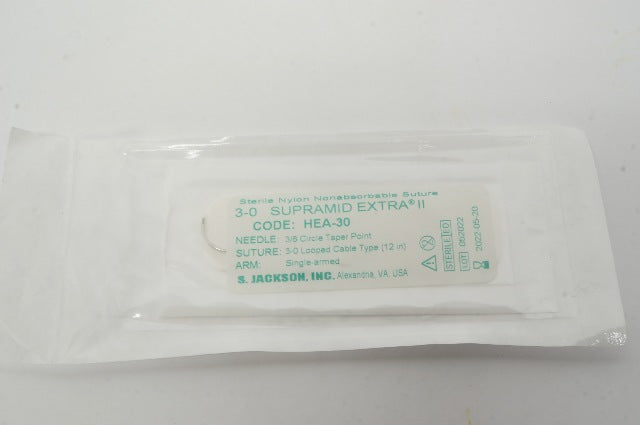 Sterile Nylon Nonabsorbable Suture
3-0 SUPRAMID EXTRA® II
CODE: HEA-30
NEEDLE: 3/8 Circle Taper Point
SUTURE: 3-0 Looped Cable Type (12 in)
ARM: Single-armed
S. JACKSON, INC. Alexandria, VA. USA
STERILE EO
LOT 052022
2022-05-20